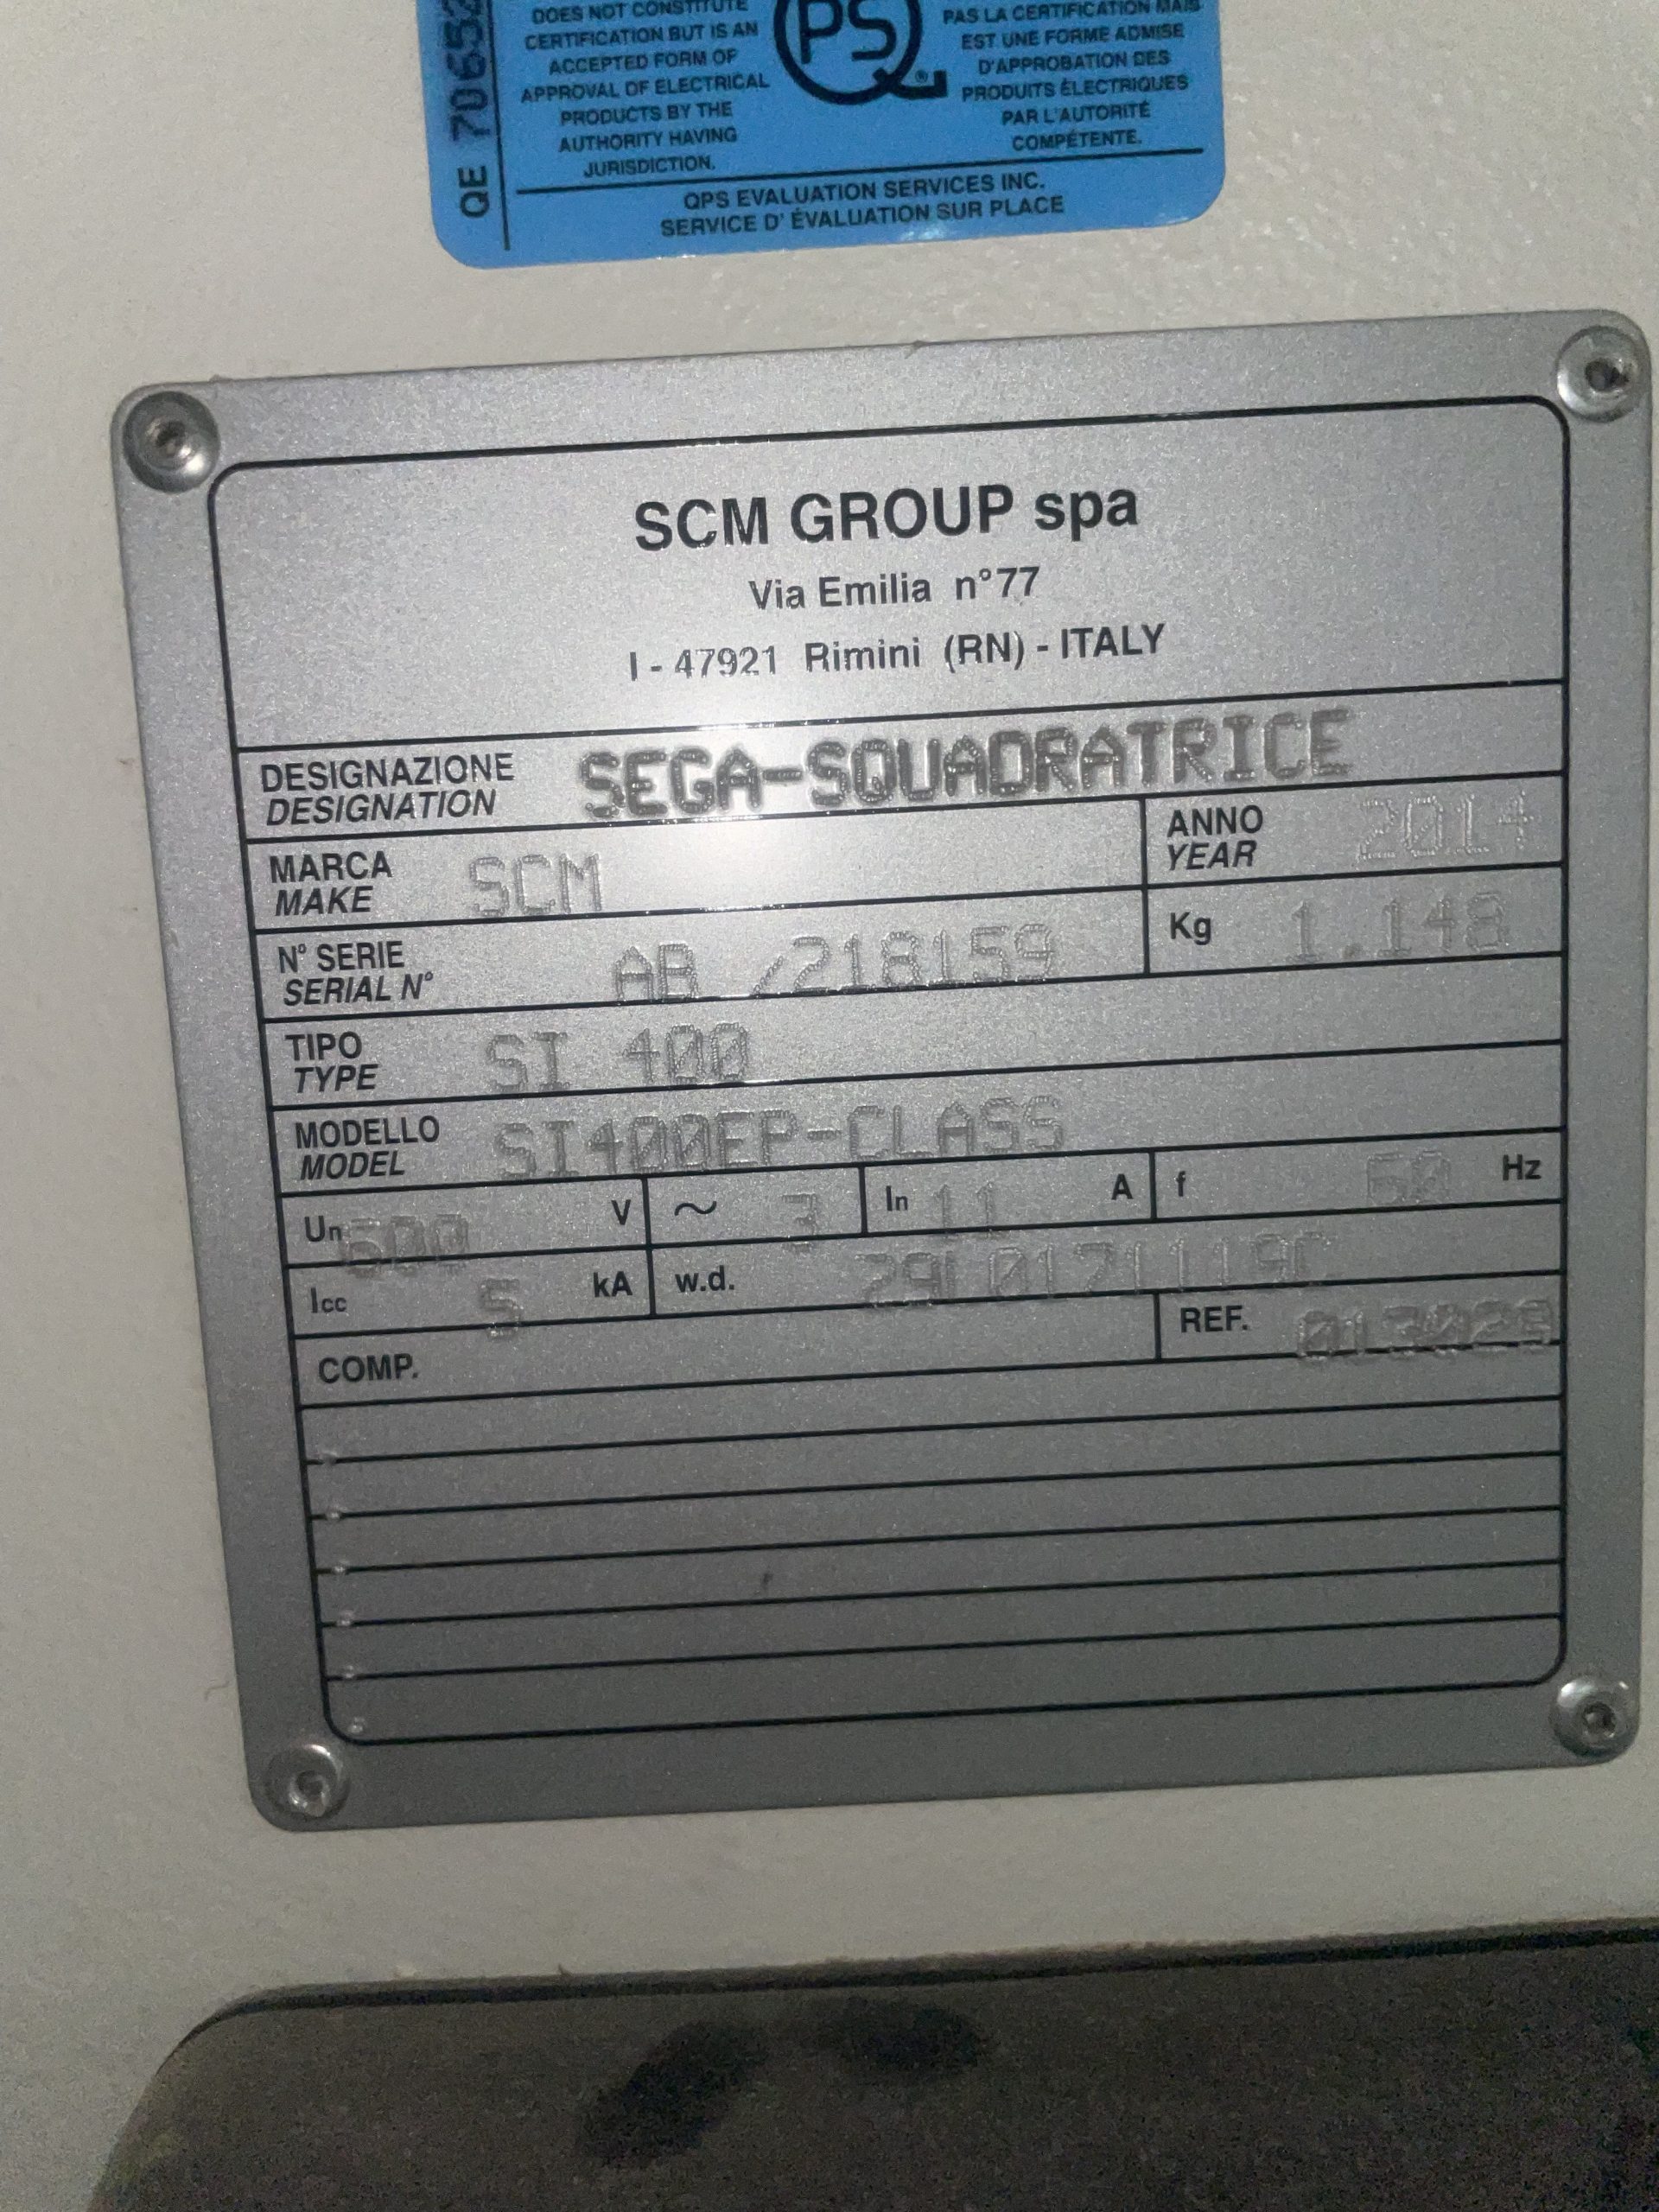 DOES NOT CONSTITUTE
CERTIFICATION BUT IS AN
ACCEPTED FORM OF
APPROVAL OF ELECTRICAL
PRODUCTS BY THE
AUTHORITY HAVING
JURISDICTION.
PS
®
PAS LA CERTIFICATION MAIS
EST UNE FORME ADMISE
D'APPROBATION DES
PRODUITS ÉLECTRIQUES
PAR L'AUTORITÉ
COMPÉTENTE.
QE
QPS EVALUATION SERVICES INC.
SERVICE D' ÉVALUATION SUR PLACE
SCM GROUP spa
Via Emilia n°77
I - 47921 Rimini (RN) - ITALY
DESIGNAZIONE
DESIGNATION
SEGA-SQUADRATRICE
MARCA
MAKE
SCM
ANNO
YEAR
2014
N° SERIE
SERIAL N°
AB /218159
Kg 1.148
TIPO
TYPE
SI 400
MODELLO
MODEL
SI400EP-CLASS
Un 600 V ~ 3 In 11 A f 60 Hz
Icc 5 kA w.d.
REF.
COMP.